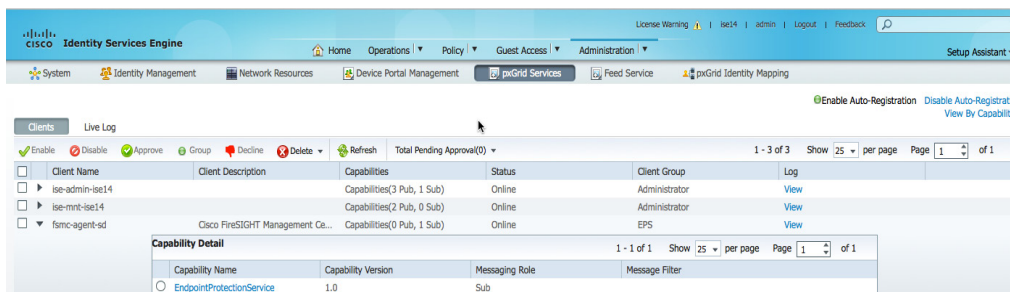 License Warning | ise14 | admin | Logout | Feedback
CISCO Identity Services Engine
Home Operations Policy Guest Access Administration
Setup Assistant
System Identity Management Network Resources Device Portal Management pxGrid Services Feed Service pxGrid Identity Mapping
Enable Auto-Registration Disable Auto-Registrat
View By Capabilit
Clients Live Log
Enable Disable Approve Group Decline Delete Refresh Total Pending Approval(0) 1 - 3 of 3 Show 25 per page Page 1 of 1
Client Name Client Description Capabilities Status Client Group Log
ise-admin-ise14 Capabilities(3 Pub, 1 Sub) Online Administrator View
ise-mnt-ise14 Capabilities(2 Pub, 0 Sub) Online Administrator View
fsmc-agent-sd Cisco FireSIGHT Management Ce... Capabilities(0 Pub, 1 Sub) Online EPS View
Capability Detail 1 - 1 of 1 Show 25 per page Page 1 of 1
Capability Name Capability Version Messaging Role Message Filter
EndpointProtectionService 1.0 Sub